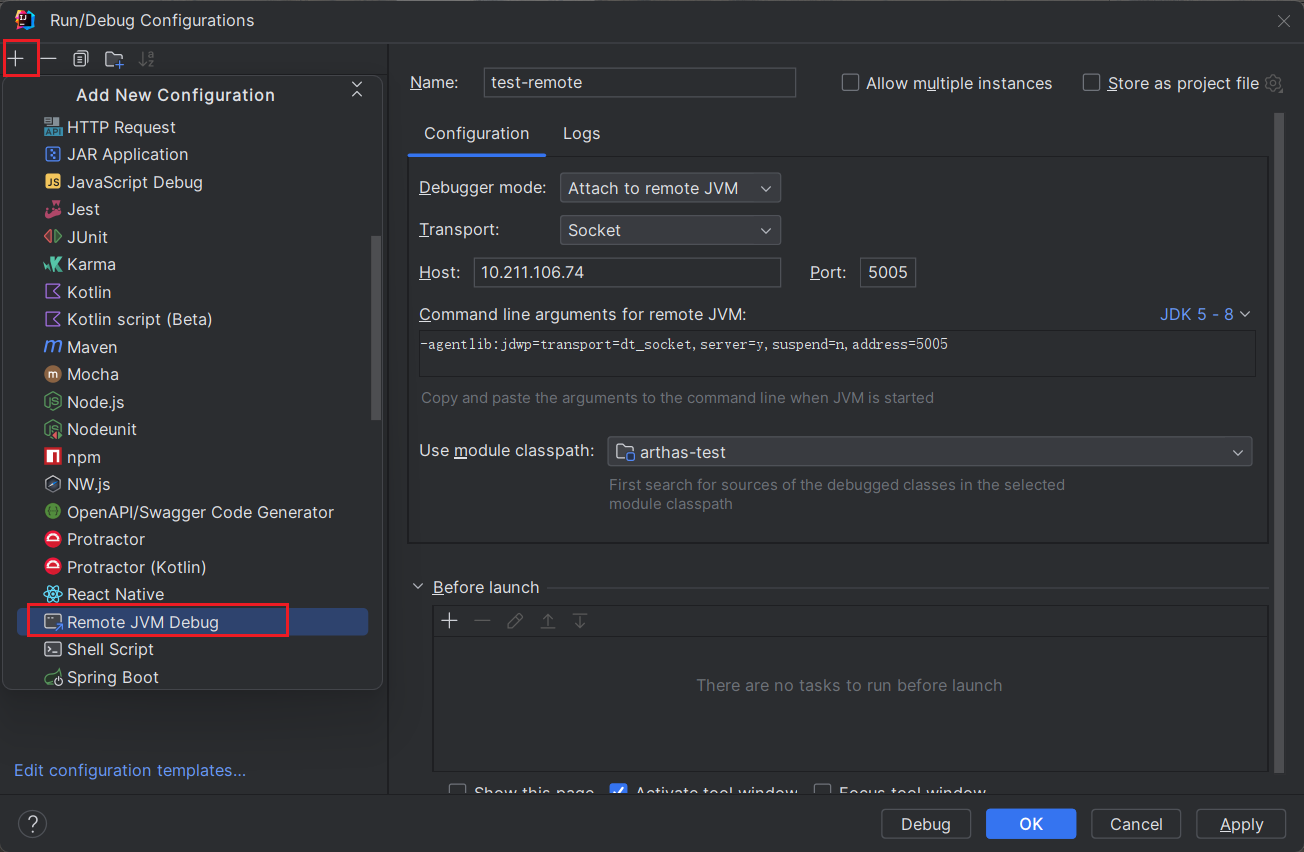 Run/Debug Configurations
Add New Configuration
HTTP Request
JAR Application
JavaScript Debug
Jest
JUnit
Karma
Kotlin
Kotlin script (Beta)
Maven
Mocha
Node.js
Nodeunit
npm
NW.js
OpenAPI/Swagger Code Generator
Protractor
Protractor (Kotlin)
React Native
Remote JVM Debug
Shell Script
Spring Boot
Edit configuration templates...
Name: test-remote Allow multiple instances Store as project file
Configuration Logs
Debugger mode: Attach to remote JVM
Transport: Socket
Host: 10.211.106.74 Port: 5005
Command line arguments for remote JVM: JDK 5 - 8
-agentlib:jdwp=transport=dt_socket,server=y,suspend=n,address=5005
Copy and paste the arguments to the command line when JVM is started
Use module classpath: arthas-test
First search for sources of the debugged classes in the selected
module classpath
Before launch
There are no tasks to run before launch
Show this page Activate tool window Focus tool window
? Debug OK Cancel Apply